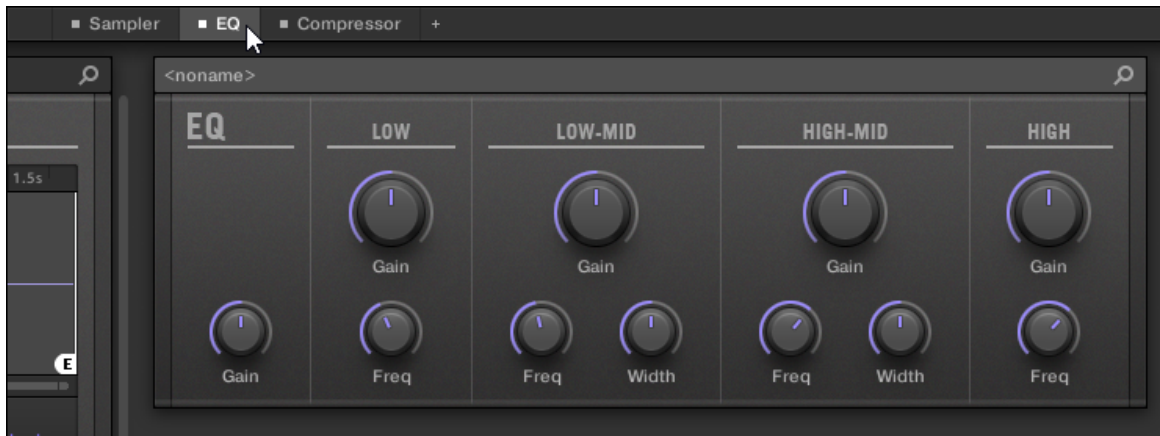 Sampler EQ Compressor +
<noname>
EQ LOW LOW-MID HIGH-MID HIGH
1.5s
Gain Gain Gain Gain
E
Gain Freq Freq Width Freq Width Freq